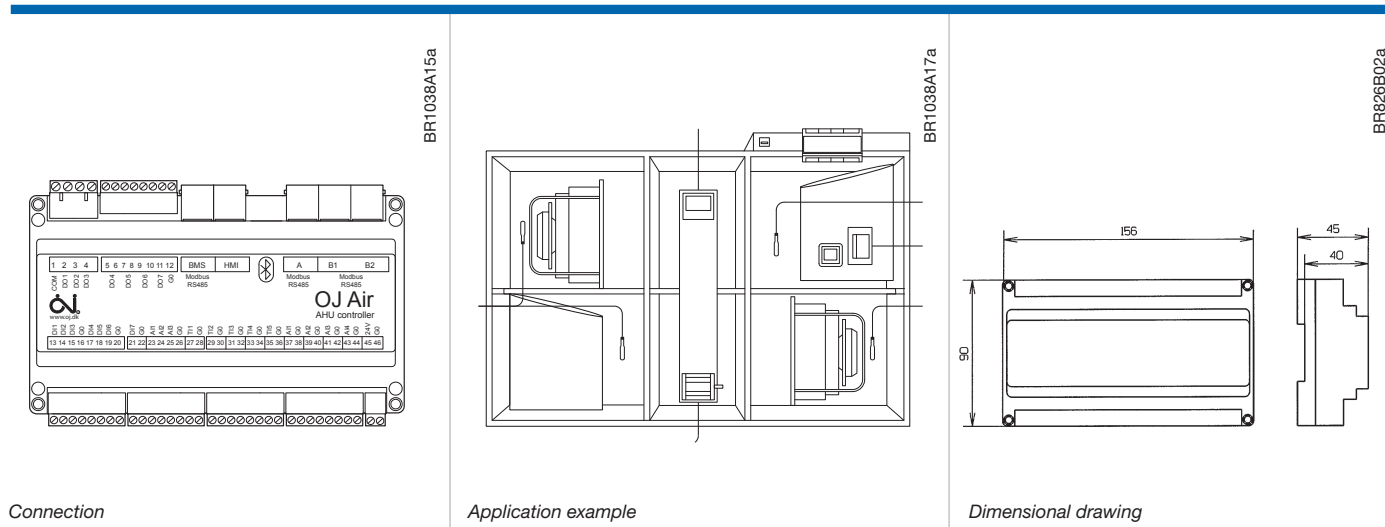 BR1038A15a
1 2 3 4 5 6 7 8 9 10 11 12 BMS HMI A B1 B2
COM DO1 DO2 DO3 DO4 DO5 DO6 DO7 G0 Modbus RS485 Modbus RS485 Modbus RS485
OJ
www.oj.dk
OJ Air
AHU controller
DI1 DI2 DI3 G0 DI4 DI5 DI6 G0 DI7 G0 AI1 AI2 AI3 G0 TI1 G0 TI2 G0 TI3 G0 TI4 G0 TI5 G0 AI1 G0 AI2 G0 AI3 G0 AI4 G0 24V G0
13 14 15 16 17 18 19 20 21 22 23 24 25 26 27 28 29 30 31 32 33 34 35 36 37 38 39 40 41 42 43 44 45 46
Connection
BR1038A17a
Application example
BR826B02a
156
45
40
90
Dimensional drawing